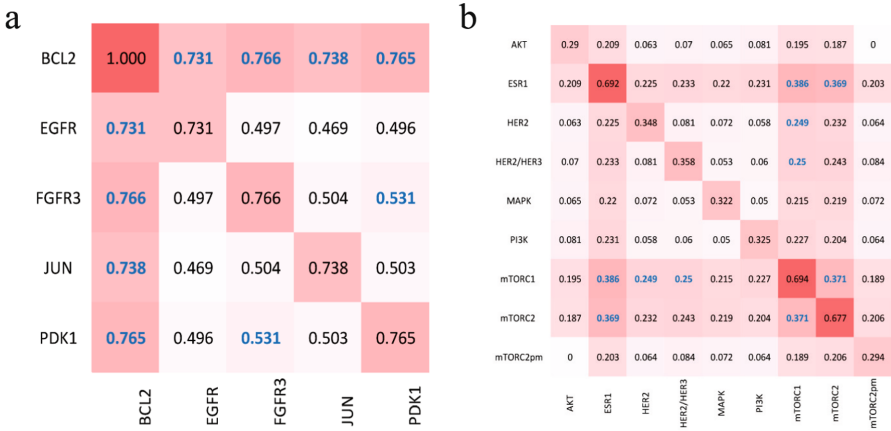 a
BCL2 1.000 0.731 0.766 0.738 0.765
EGFR 0.731 0.731 0.497 0.469 0.496
FGFR3 0.766 0.497 0.766 0.504 0.531
JUN 0.738 0.469 0.504 0.738 0.503
PDK1 0.765 0.496 0.531 0.503 0.765
BCL2 EGFR FGFR3 JUN PDK1
b
AKT 0.29 0.209 0.063 0.07 0.065 0.081 0.195 0.187 0
ESR1 0.209 0.692 0.225 0.233 0.22 0.231 0.386 0.369 0.203
HER2 0.063 0.225 0.348 0.081 0.072 0.058 0.249 0.232 0.064
HER2/HER3 0.07 0.233 0.081 0.358 0.053 0.06 0.25 0.243 0.084
MAPK 0.065 0.22 0.072 0.053 0.322 0.05 0.215 0.219 0.072
PI3K 0.081 0.231 0.058 0.06 0.05 0.325 0.227 0.204 0.064
mTORC1 0.195 0.386 0.249 0.25 0.215 0.227 0.694 0.371 0.189
mTORC2 0.187 0.369 0.232 0.243 0.219 0.204 0.371 0.677 0.206
mTORC2pm 0 0.203 0.064 0.084 0.072 0.064 0.189 0.206 0.294
AKT ESR1 HER2 HER2/HER3 MAPK PI3K mTORC1 mTORC2 mTORC2pm